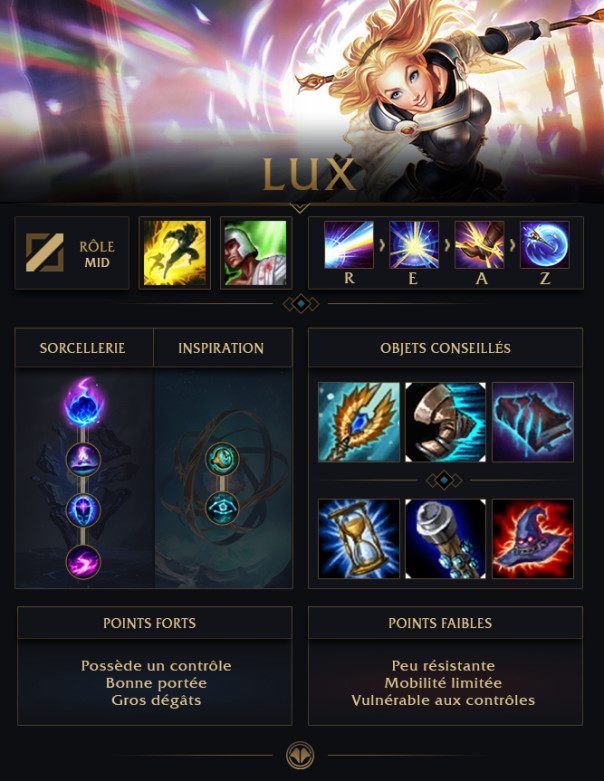 LUX
RÔLE
MID
R E A Z
SORCELLERIE
INSPIRATION
OBJETS CONSEILLÉS
POINTS FORTS
Possède un contrôle
Bonne portée
Gros dégâts
POINTS FAIBLES
Peu résistante
Mobilité limitée
Vulnérable aux contrôles